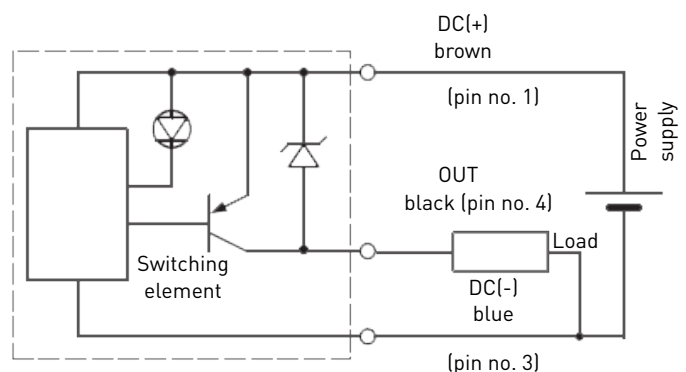 DC(+)
brown
(pin no. 1)
Power
supply
OUT
black (pin no. 4)
Load
Switching
element
DC(-)
blue
(pin no. 3)